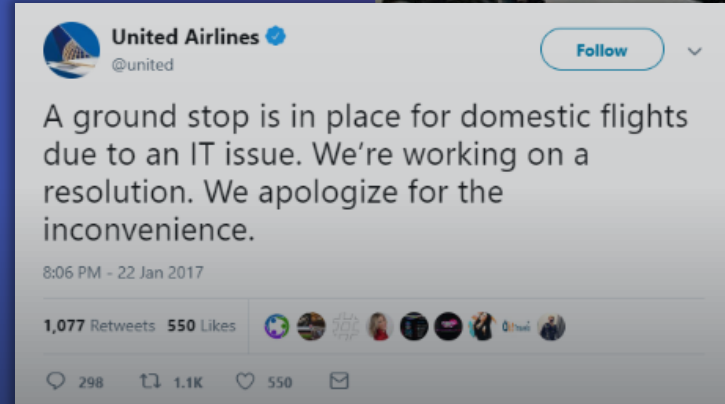 United Airlines
@united
Follow
A ground stop is in place for domestic flights
due to an IT issue. We're working on a
resolution. We apologize for the
inconvenience.
8:06 PM - 22 Jan 2017
1,077 Retweets 550 Likes
298 1.1K 550